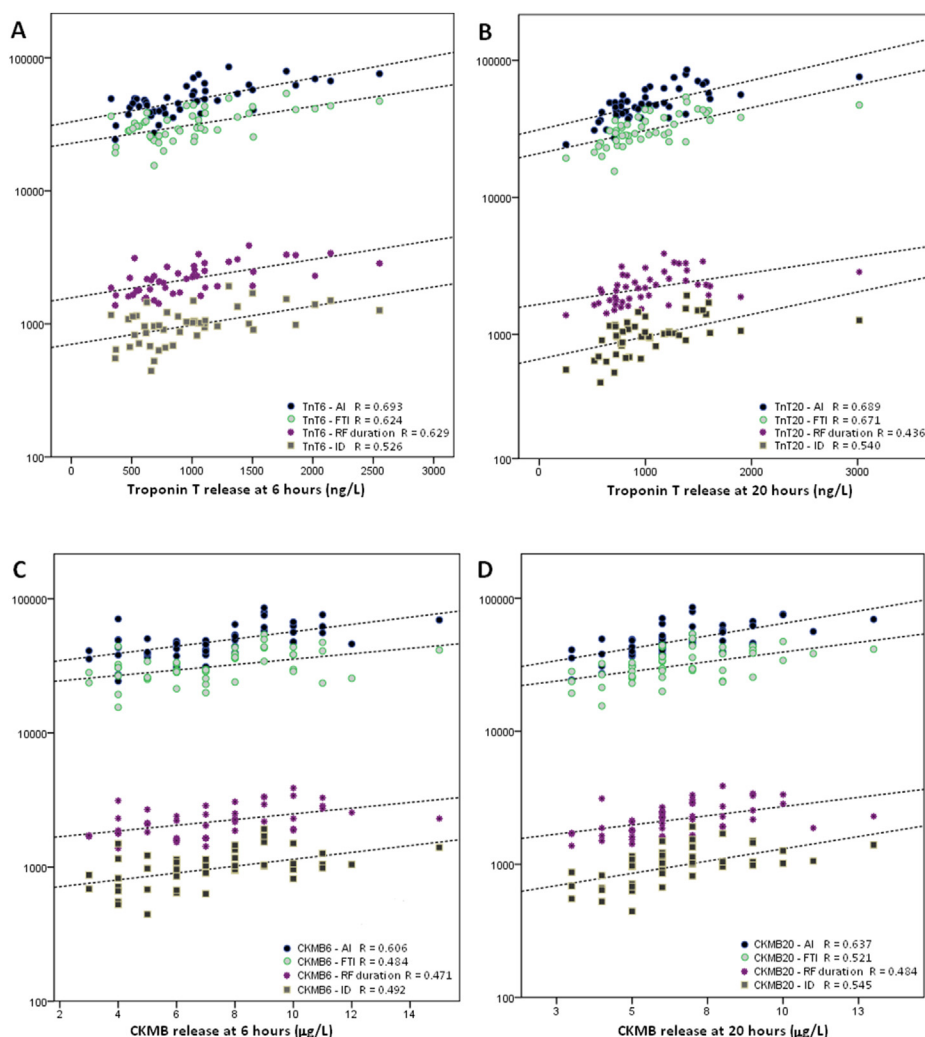 A
100000
10000
1000
100
TnT6 - AI R = 0.693
TnT6 - FTI R = 0.624
TnT6 - RF duration R = 0.629
TnT6 - ID R = 0.526
0 500 1000 1500 2000 2500 3000
Troponin T release at 6 hours (ng/L)
B
100000
10000
1000
100
TnT20 - AI R = 0.689
TnT20 - FTI R = 0.671
TnT20 - RF duration R = 0.436
TnT20 - ID R = 0.540
0 1000 2000 3000
Troponin T release at 20 hours (ng/L)
C
100000
10000
1000
100
CKMB6 - AI R = 0.606
CKMB6 - FTI R = 0.484
CKMB6 - RF duration R = 0.471
CKMB6 - ID R = 0.492
2 4 6 8 10 12 14
CKMB release at 6 hours (µg/L)
D
100000
10000
1000
100
CKMB20 - AI R = 0.637
CKMB20 - FTI R = 0.521
CKMB20 - RF duration R = 0.484
CKMB20 - ID R = 0.545
3 5 8 10 13
CKMB release at 20 hours (µg/L)